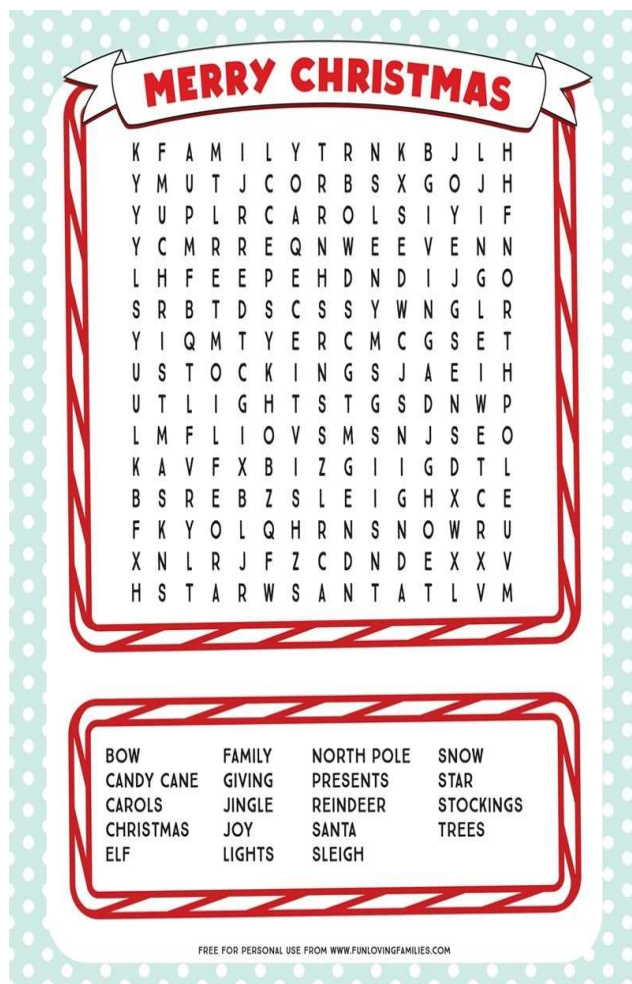 MERRY CHRISTMAS
K F A M I L Y T R N K B J L H
Y M U T J C O R B S X G O J H
Y U P L R C A R O L S I Y I F
Y C M R R E Q N W E E V E N N
L H F E E P E H D N D I J G O
S R B T D S C S S Y W N G L R
Y I Q M T Y E R C M C G S E T
U S T O C K I N G S J A E I H
U T L I G H T S T G S D N W P
L M F L I O V S M S N J S E O
K A V F X B I Z G I I G D T L
B S R E B Z S L E I G H X C E
F K Y O L Q H R N S N O W R U
X N L R J F Z C D N D E X X V
H S T A R W S A N T A T L V M
BOW FAMILY NORTH POLE SNOW
CANDY CANE GIVING PRESENTS STAR
CAROLS JINGLE REINDEER STOCKINGS
CHRISTMAS JOY SANTA TREES
ELF LIGHTS SLEIGH
FREE FOR PERSONAL USE FROM WWW.FUNLOVINGFAMILIES.COM